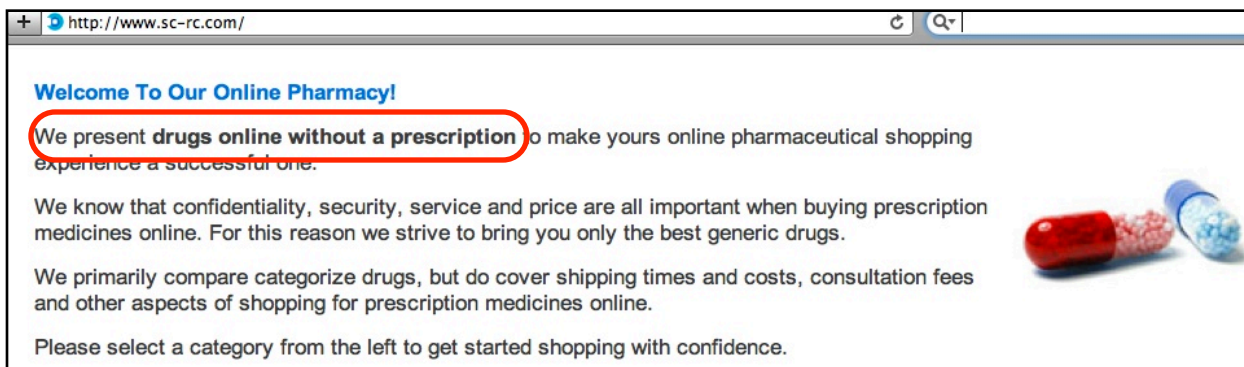 http://www.sc-rc.com/
Welcome To Our Online Pharmacy!
We present drugs online without a prescription to make yours online pharmaceutical shopping
experience a successful one.
We know that confidentiality, security, service and price are all important when buying prescription
medicines online. For this reason we strive to bring you only the best generic drugs.
We primarily compare categorize drugs, but do cover shipping times and costs, consultation fees
and other aspects of shopping for prescription medicines online.
Please select a category from the left to get started shopping with confidence.